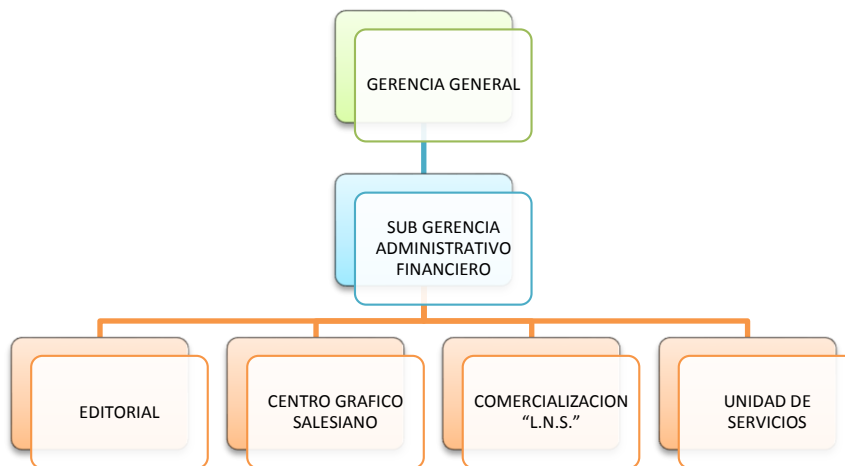 GERENCIA GENERAL
SUB GERENCIA
ADMINISTRATIVO
FINANCIERO
EDITORIAL
CENTRO GRAFICO
SALESIANO
COMERCIALIZACION
“L.N.S.”
UNIDAD DE
SERVICIOS